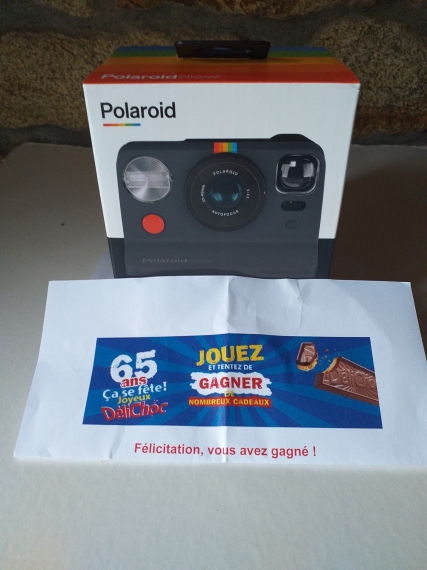 Polaroid Now
Polaroid
POLAROID
AUTOFOCUS
Polaroid
65
ans
Ça se fête!
Joyeux
DéliChoc
JOUEZ
ET TENTEZ DE
GAGNER
DE
NOMBREUX CADEAUX
Félicitation, vous avez gagné !